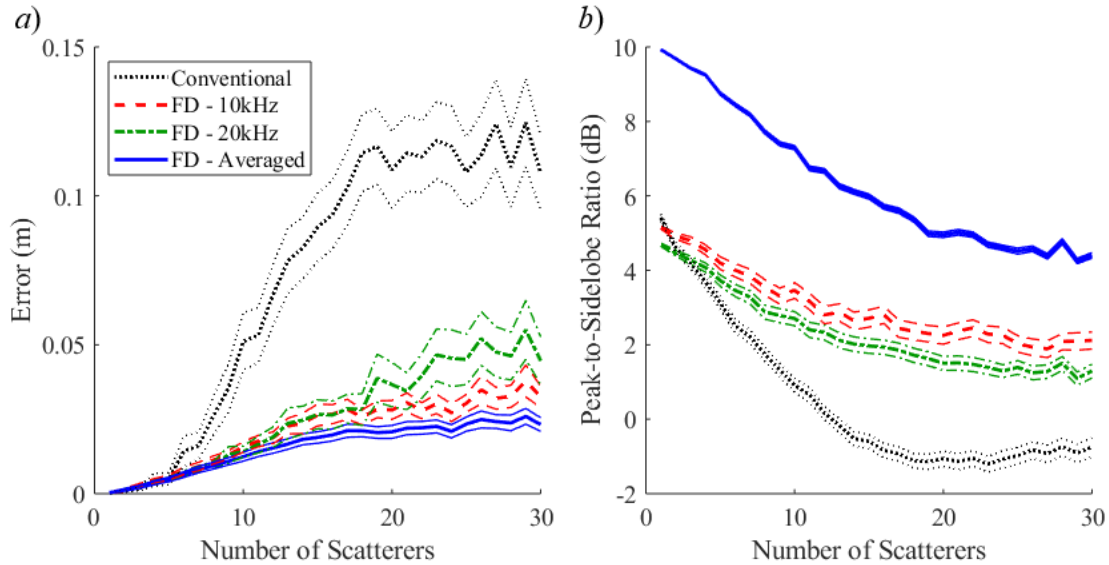 a)
0.15
0.1
0.05
0
Error (m)
Conventional
FD - 10kHz
FD - 20kHz
FD - Averaged
0 10 20 30
Number of Scatterers
b)
10
8
6
4
2
0
-2
Peak-to-Sidelobe Ratio (dB)
0 10 20 30
Number of Scatterers